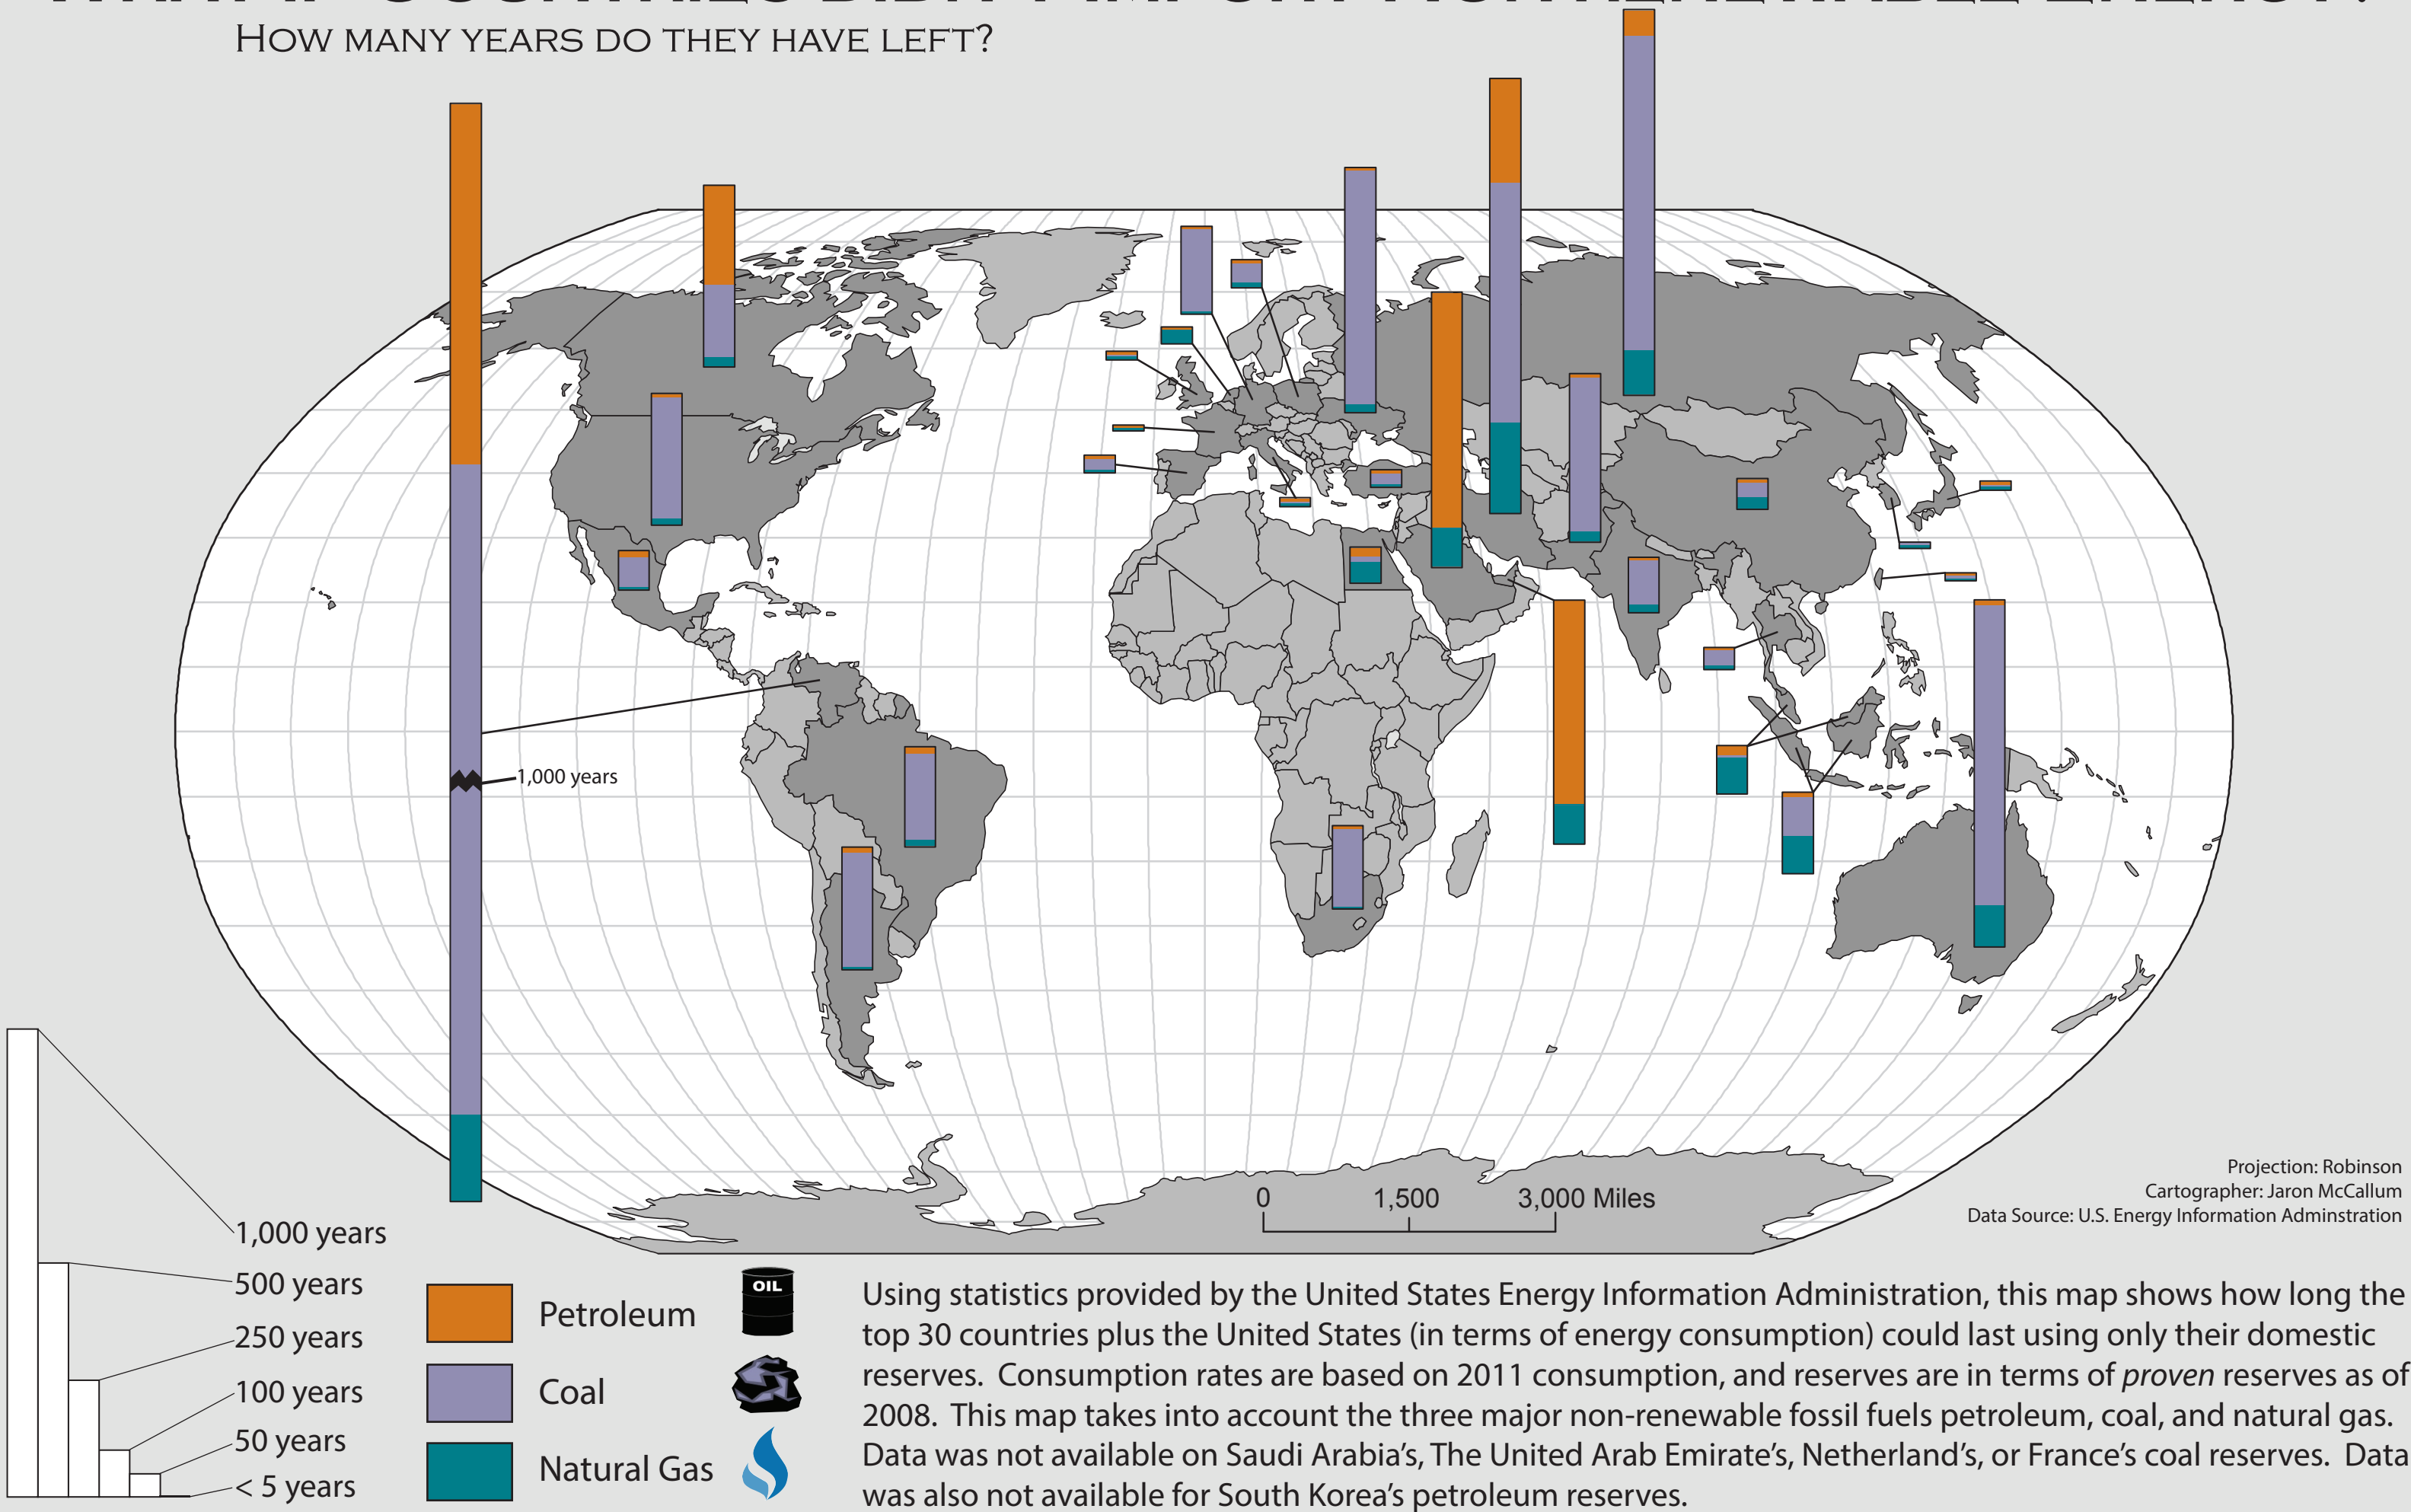 HOW MANY YEARS DO THEY HAVE LEFT?
1,000 years
0 1,500 3,000 Miles
Projection: Robinson
Cartographer: Jaron McCallum
Data Source: U.S. Energy Information Adminstration
1,000 years
500 years
250 years
100 years
50 years
< 5 years
Petroleum
Coal
Natural Gas
OIL
Using statistics provided by the United States Energy Information Administration, this map shows how long the
top 30 countries plus the United States (in terms of energy consumption) could last using only their domestic
reserves. Consumption rates are based on 2011 consumption, and reserves are in terms of proven reserves as of
2008. This map takes into account the three major non-renewable fossil fuels petroleum, coal, and natural gas.
Data was not available on Saudi Arabia's, The United Arab Emirate's, Netherland's, or France's coal reserves. Data
was also not available for South Korea's petroleum reserves.